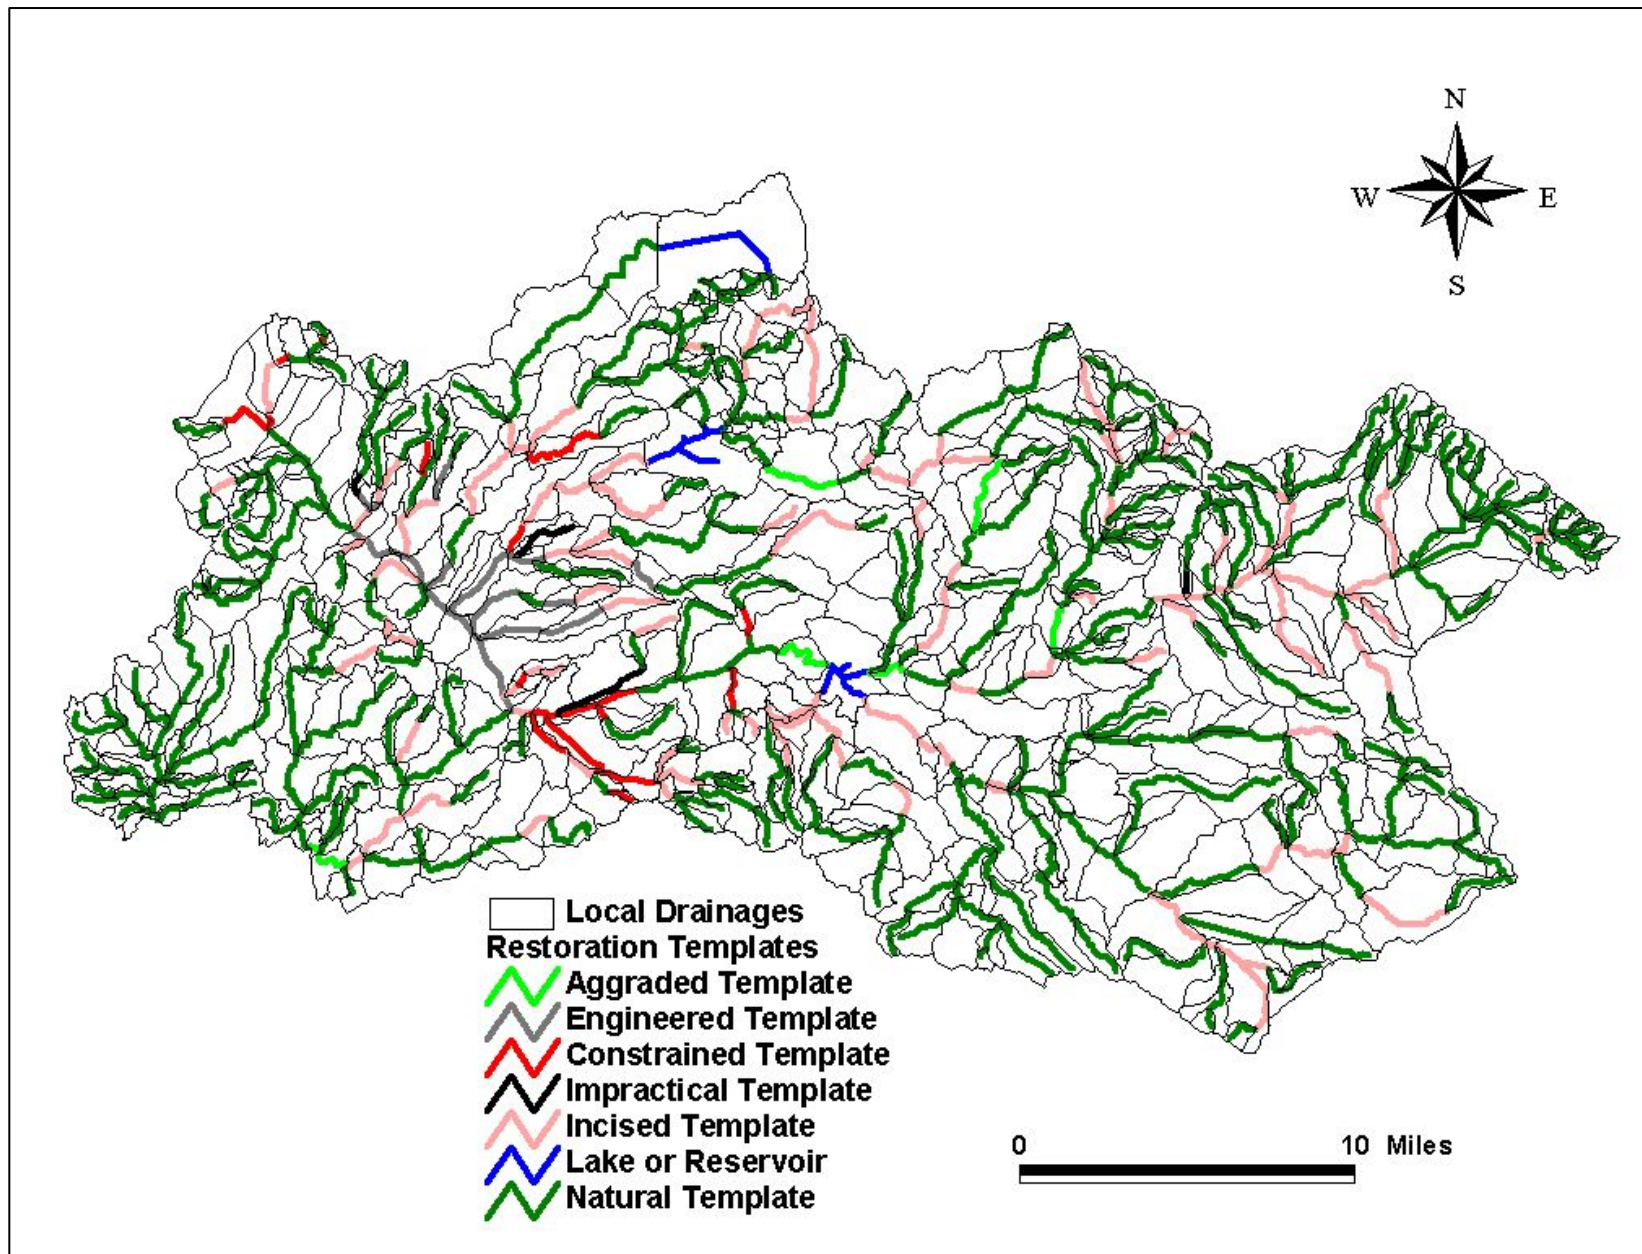 N
W E
S
Local Drainages
Restoration Templates
Aggraded Template
Engineered Template
Constrained Template
Impractical Template
Incised Template
Lake or Reservoir
Natural Template
0 10 Miles